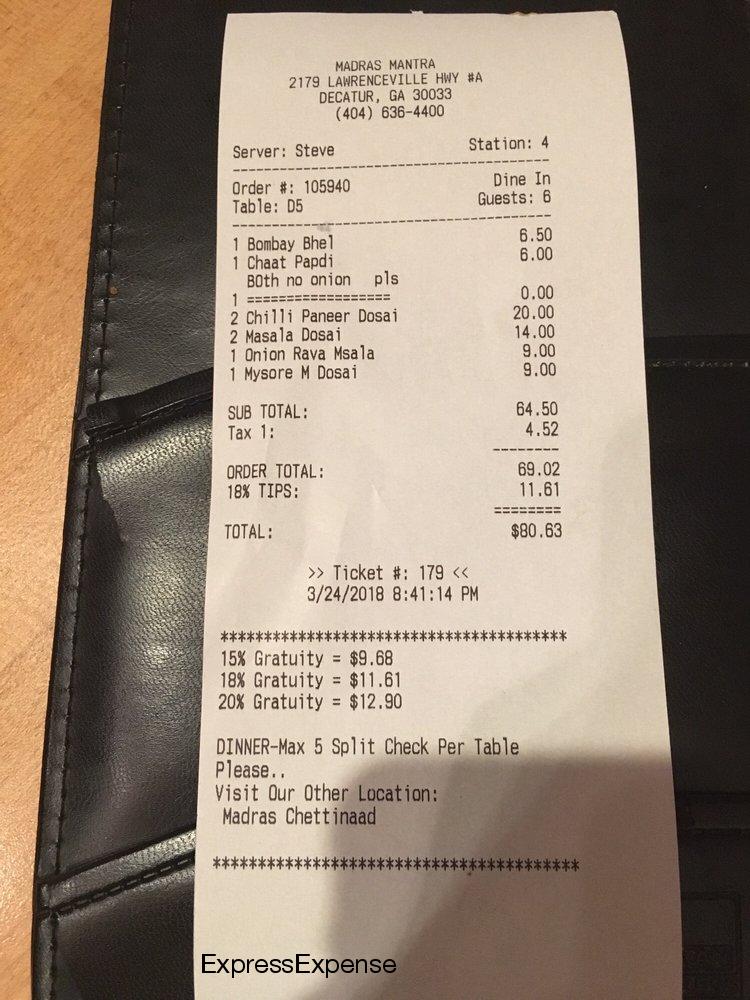 MADRAS MANTRA
2179 LAWRENCEVILLE HWY #A
DECATUR, GA 30033
(404) 636-4400
Server: Steve Station: 4
--------------------------------------
Order #: 105940 Dine In
Table: D5 Guests: 6
--------------------------------------
1 Bombay Bhel 6.50
1 Chaat Papdi 6.00
BOth no onion pls
1 ================== 0.00
2 Chilli Paneer Dosai 20.00
2 Masala Dosai 14.00
1 Onion Rava Msala 9.00
1 Mysore M Dosai 9.00
SUB TOTAL: 64.50
Tax 1: 4.52
--------
ORDER TOTAL: 69.02
18% TIPS: 11.61
========
TOTAL: $80.63
>> Ticket #: 179 <<
3/24/2018 8:41:14 PM
****************************************
15% Gratuity = $9.68
18% Gratuity = $11.61
20% Gratuity = $12.90
DINNER-Max 5 Split Check Per Table
Please..
Visit Our Other Location:
Madras Chettinaad
****************************************
ExpressExpense